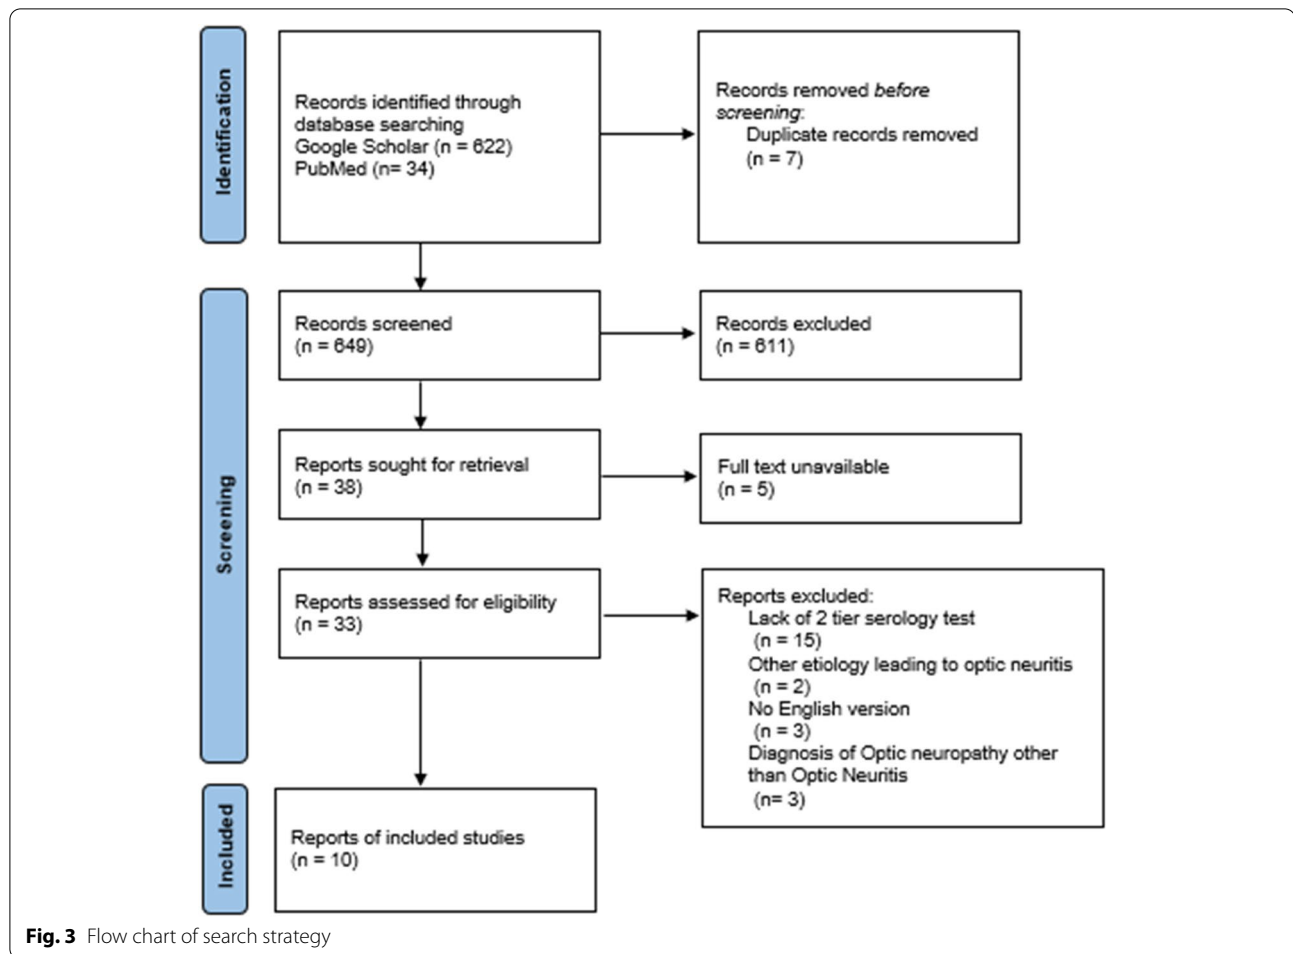 Identification
Records identified through
database searching
Google Scholar (n = 622)
PubMed (n= 34)
Records removed before
screening:
Duplicate records removed
(n = 7)
Screening
Records screened
(n = 649)
Records excluded
(n = 611)
Reports sought for retrieval
(n = 38)
Full text unavailable
(n = 5)
Reports assessed for eligibility
(n = 33)
Reports excluded:
Lack of 2 tier serology test
(n = 15)
Other etiology leading to optic neuritis
(n = 2)
No English version
(n = 3)
Diagnosis of Optic neuropathy other
than Optic Neuritis
(n= 3)
Included
Reports of included studies
(n = 10)
Fig. 3 Flow chart of search strategy